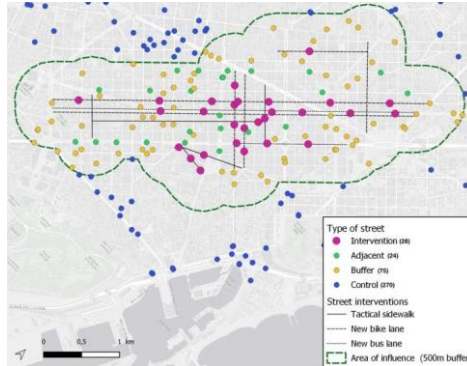 Type of street
Intervention (28)
Adjacent (24)
Buffer (75)
Control (270)
Street interventions
Tactical sidewalk
New bike lane
New bus lane
Area of influence (500m buffer)
0 0,5 1 km